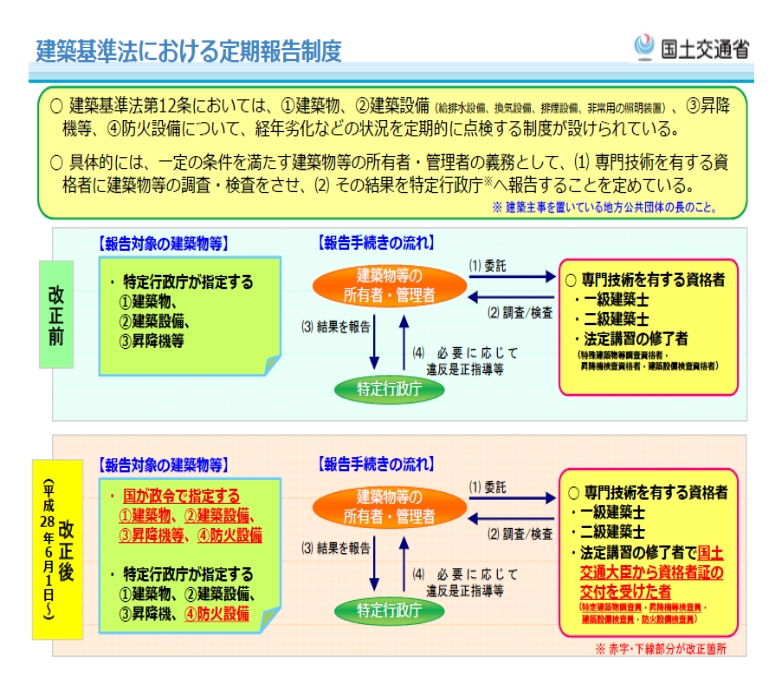 建築基準法における定期報告制度
国土交通省
○ 建築基準法第12条においては、①建築物、②建築設備（給排水設備、換気設備、排煙設備、非常用の照明装置）、③昇降
機等、④防火設備について、経年劣化などの状況を定期的に点検する制度が設けられている。
○ 具体的には、一定の条件を満たす建築物等の所有者・管理者の義務として、(1) 専門技術を有する資
格者に建築物等の調査・検査をさせ、(2) その結果を特定行政庁※へ報告することを定めている。
※ 建築主事を置いている地方公共団体の長のこと。
改正前
【報告対象の建築物等】
・ 特定行政庁が指定する
①建築物、
②建築設備、
③昇降機等
【報告手続きの流れ】
建築物等の
所有者・管理者
(1) 委託
(2) 調査/検査
(3) 結果を報告
(4) 必要に応じて
違反是正指導等
特定行政庁
○ 専門技術を有する資格者
・一級建築士
・二級建築士
・法定講習の修了者
（特殊建築物等調査資格者・
昇降機検査資格者・建築設備検査資格者）
改正後
（平成28年6月1日～）
【報告対象の建築物等】
・ 国が政令で指定する
①建築物、②建築設備、
③昇降機等、④防火設備
・ 特定行政庁が指定する
①建築物、②建築設備、
③昇降機、④防火設備
【報告手続きの流れ】
建築物等の
所有者・管理者
(1) 委託
(2) 調査/検査
(3) 結果を報告
(4) 必要に応じて
違反是正指導等
特定行政庁
○ 専門技術を有する資格者
・一級建築士
・二級建築士
・法定講習の修了者で国土
交通大臣から資格者証の
交付を受けた者
（特定建築物調査員・昇降機等検査員・
建築設備検査員・防火設備検査員）
※ 赤字・下線部分が改正箇所